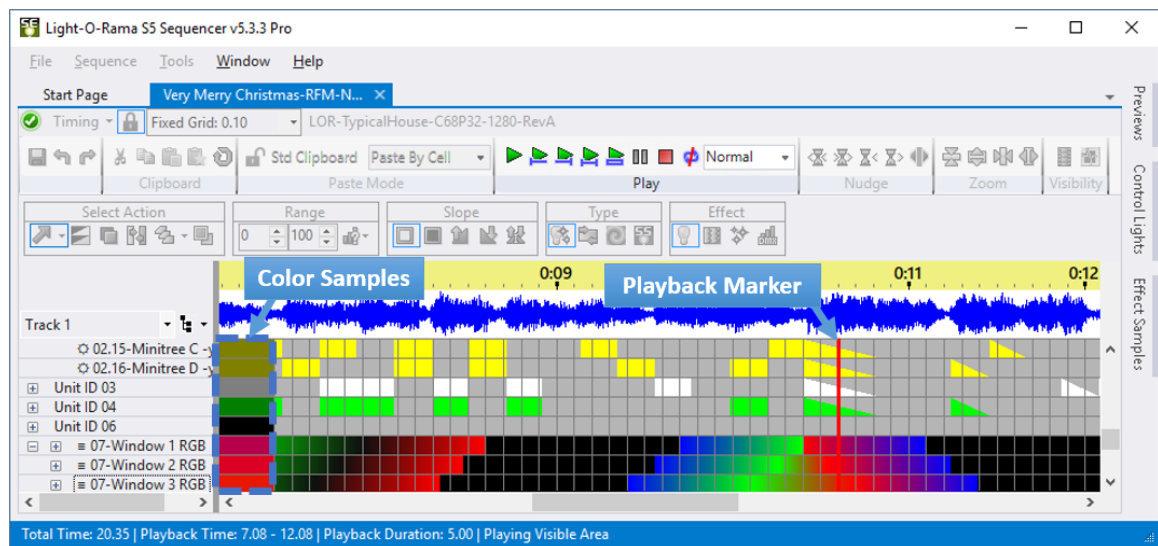 Light-O-Rama S5 Sequencer v5.3.3 Pro
File Sequence Tools Window Help
Start Page Very Merry Christmas-RFM-N...
Timing Fixed Grid: 0.10 LOR-TypicalHouse-C68P32-1280-RevA
Std Clipboard Paste By Cell Normal
Clipboard Paste Mode Play Nudge Zoom Visibility
Select Action Range Slope Type Effect
0 100
Color Samples 0:09 Playback Marker 0:11 0:12
Track 1
02.15-Minitree C -y
02.16-Minitree D -y
Unit ID 03
Unit ID 04
Unit ID 06
07-Window 1 RGB
07-Window 2 RGB
07-Window 3 RGB
Total Time: 20.35 | Playback Time: 7.08 - 12.08 | Playback Duration: 5.00 | Playing Visible Area
Previews
Control Lights
Effect Samples